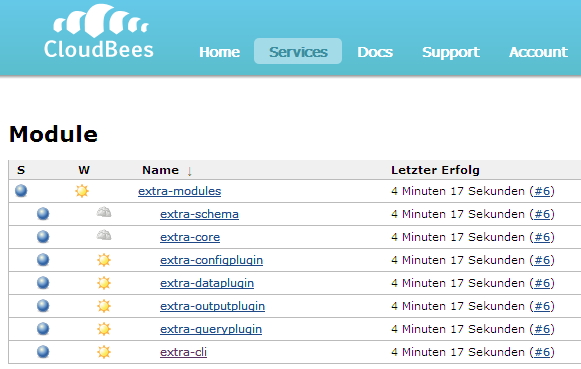 CloudBees
Home Services Docs Support Account
Module
S W Name ↓ Letzter Erfolg
extra-modules 4 Minuten 17 Sekunden (#6)
extra-schema 4 Minuten 17 Sekunden (#6)
extra-core 4 Minuten 17 Sekunden (#6)
extra-configplugin 4 Minuten 17 Sekunden (#6)
extra-dataplugin 4 Minuten 17 Sekunden (#6)
extra-outputplugin 4 Minuten 17 Sekunden (#6)
extra-queryplugin 4 Minuten 17 Sekunden (#6)
extra-cli 4 Minuten 17 Sekunden (#6)